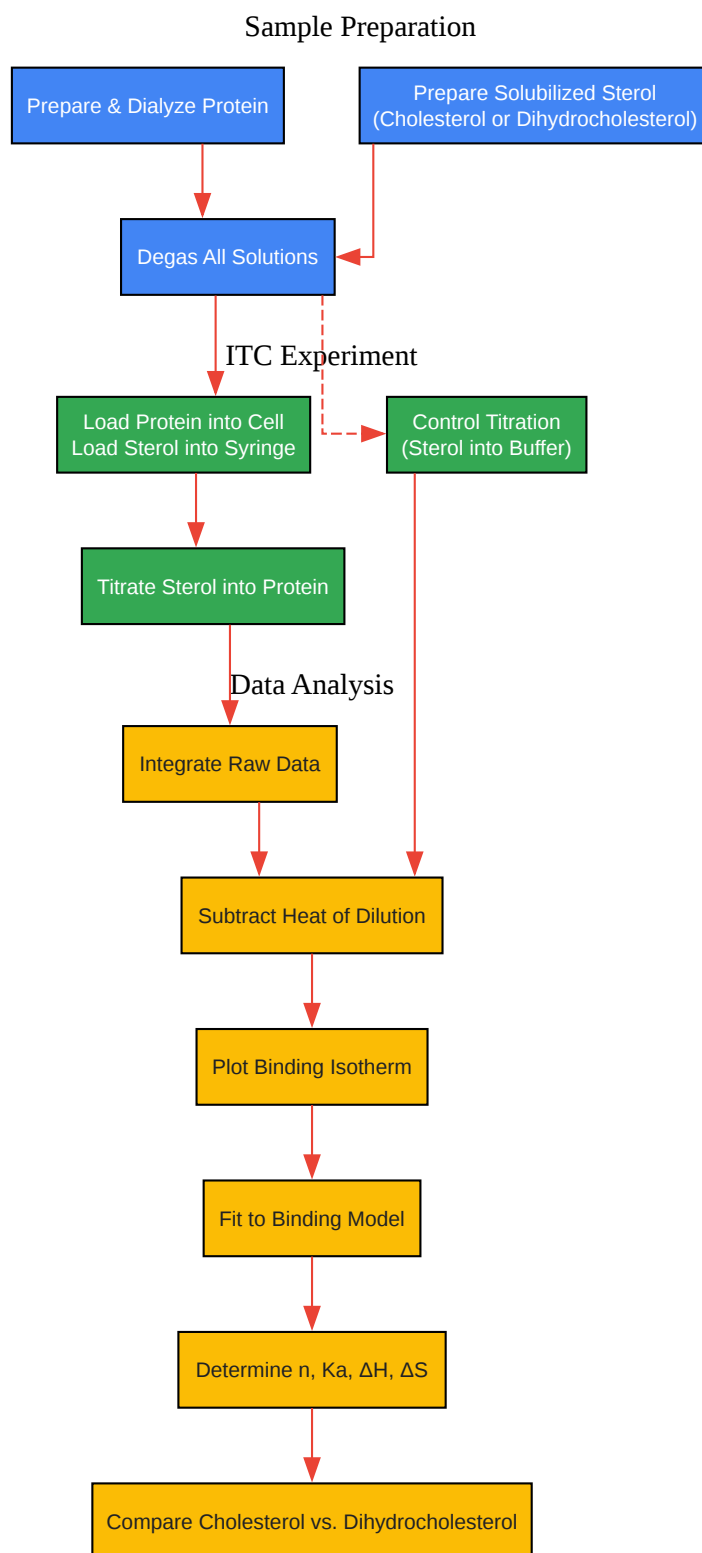 Sample Preparation
Prepare & Dialyze Protein
Prepare Solubilized Sterol
(Cholesterol or Dihydrocholesterol)
Degas All Solutions
ITC Experiment
Load Protein into Cell
Load Sterol into Syringe
Control Titration
(Sterol into Buffer)
Titrate Sterol into Protein
Data Analysis
Integrate Raw Data
Subtract Heat of Dilution
Plot Binding Isotherm
Fit to Binding Model
Determine n, Ka, ΔH, ΔS
Compare Cholesterol vs. Dihydrocholesterol